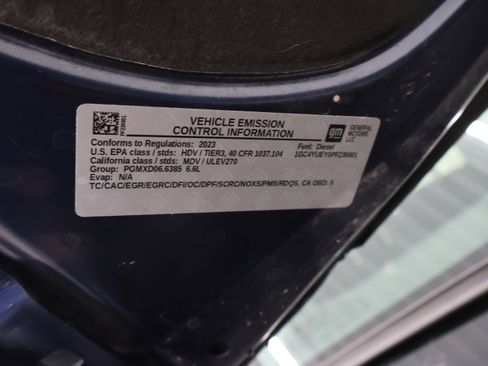 VEHICLE EMISSION
CONTROL INFORMATION
gm
GENERAL
MOTORS
LLC
Conforms to Regulations: 2023
Fuel: Diesel
U.S. EPA class / stds: HDV / TIER3, 40 CFR 1037.104
California class / stds: MDV / ULEV270
Group: PGMXD06.6385 6.6L
Evap: N/A
TC/CAC/EGR/EGRC/DFI/OC/DPF/SCRC/NOXS/PMS/RDQS, CA OBD: II